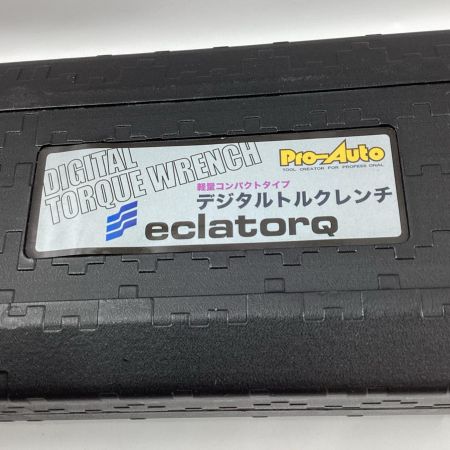 DIGITAL
TORQUE WRENCH
Pro-Auto
TOOL CREATOR FOR PROFESSIONAL
軽量コンパクトタイプ
デジタルトルクレンチ
eclatorq